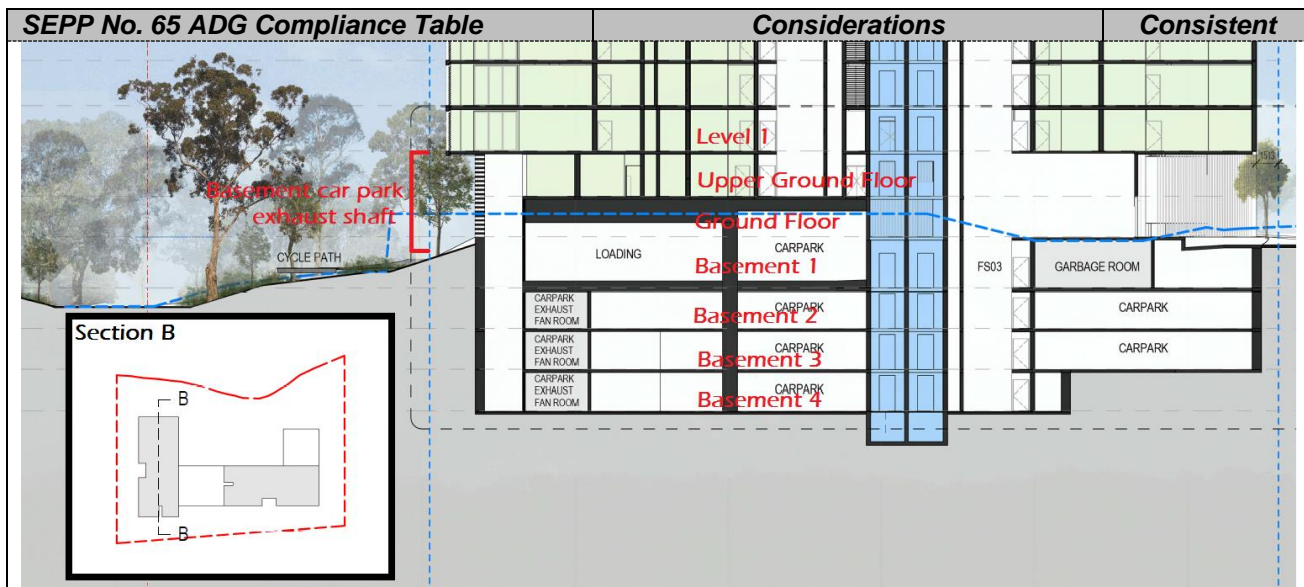 SEPP No. 65 ADG Compliance Table Considerations Consistent
Level 1
Basement car park
exhaust shaft
Upper Ground Floor
1513
Ground Floor
CYCLE PATH
LOADING
CARPARK
Basement 1
FS03
GARBAGE ROOM
CARPARK
EXHAUST
FAN ROOM
CARPARK
Basement 2
CARPARK
CARPARK
EXHAUST
FAN ROOM
CARPARK
Basement 3
CARPARK
CARPARK
EXHAUST
FAN ROOM
CARPARK
Basement 4
Section B
B
B